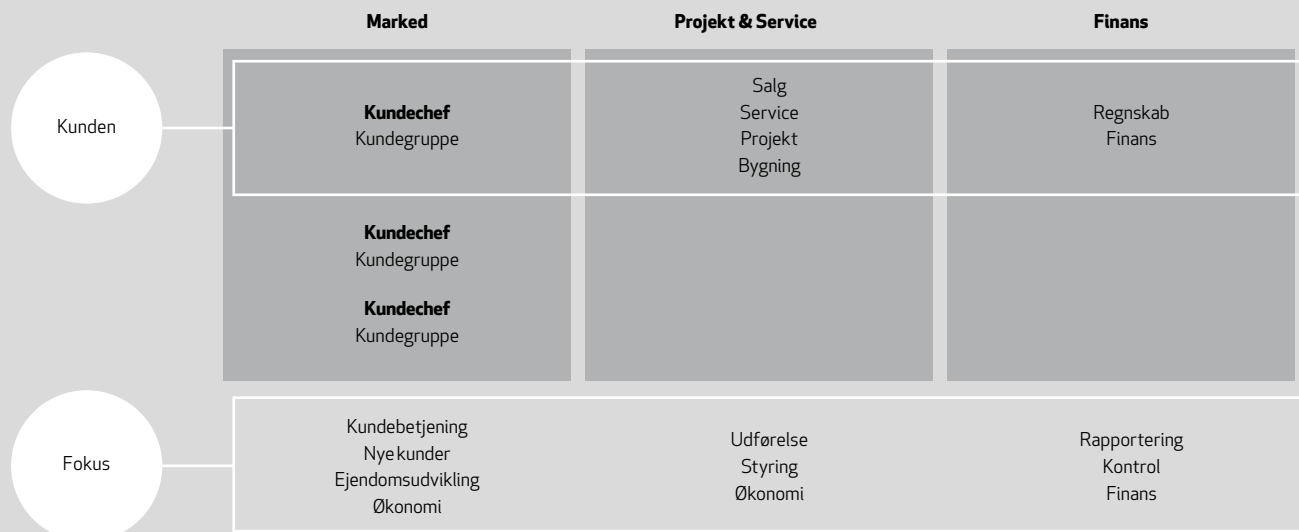 Marked
Projekt & Service
Finans
Kunden
Kundechef
Kundegruppe
Salg
Service
Projekt
Bygning
Regnskab
Finans
Kundechef
Kundegruppe
Kundechef
Kundegruppe
Fokus
Kundebetjening
Nye kunder
Ejendomsudvikling
Økonomi
Udførelse
Styring
Økonomi
Rapportering
Kontrol
Finans